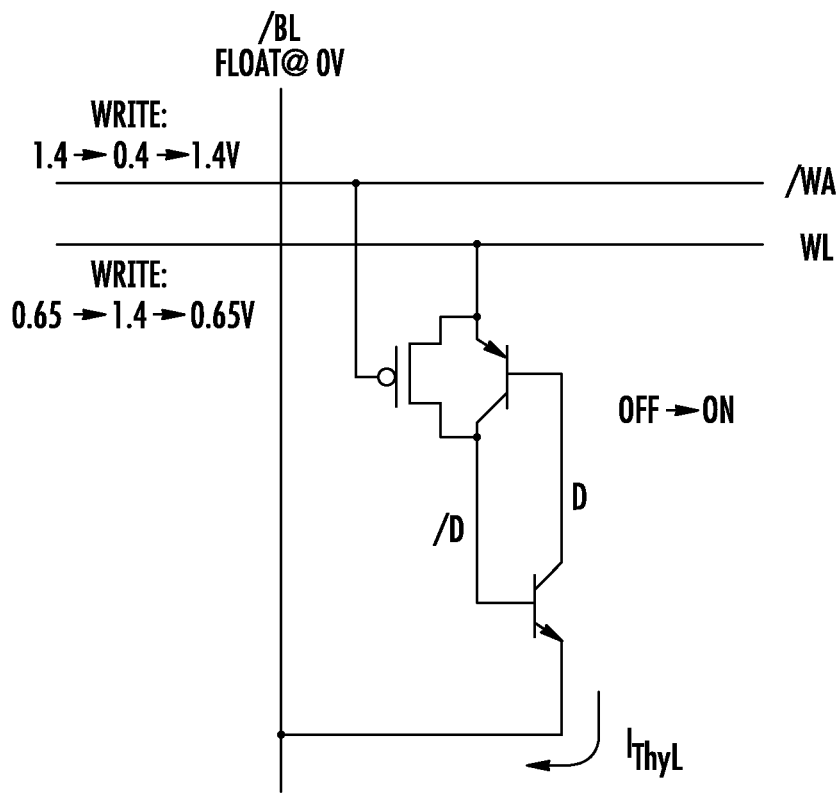 /BL
FLOAT@ 0V
WRITE:
1.4→0.4→1.4V
/WA
WL
WRITE:
0.65→1.4→0.65V
OFF→ON
D
/D
IThyL